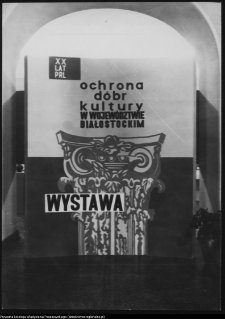 XX
LAT
PRL
ochrona
dóbr
kultury
W WOJEWÓDZTWIE
BIAŁOSTOCKIM
WYSTAWA